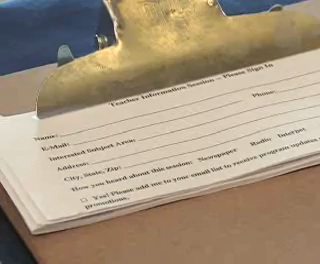 Teacher Information Session – Please Sign In
Name:
Phone:
E-Mail:
Interested Subject Area:
Address:
City, State, Zip:
How you heard about this session: Newspaper Radio Internet
☐ Yes! Please add me to your email list to receive program updates
promotions.